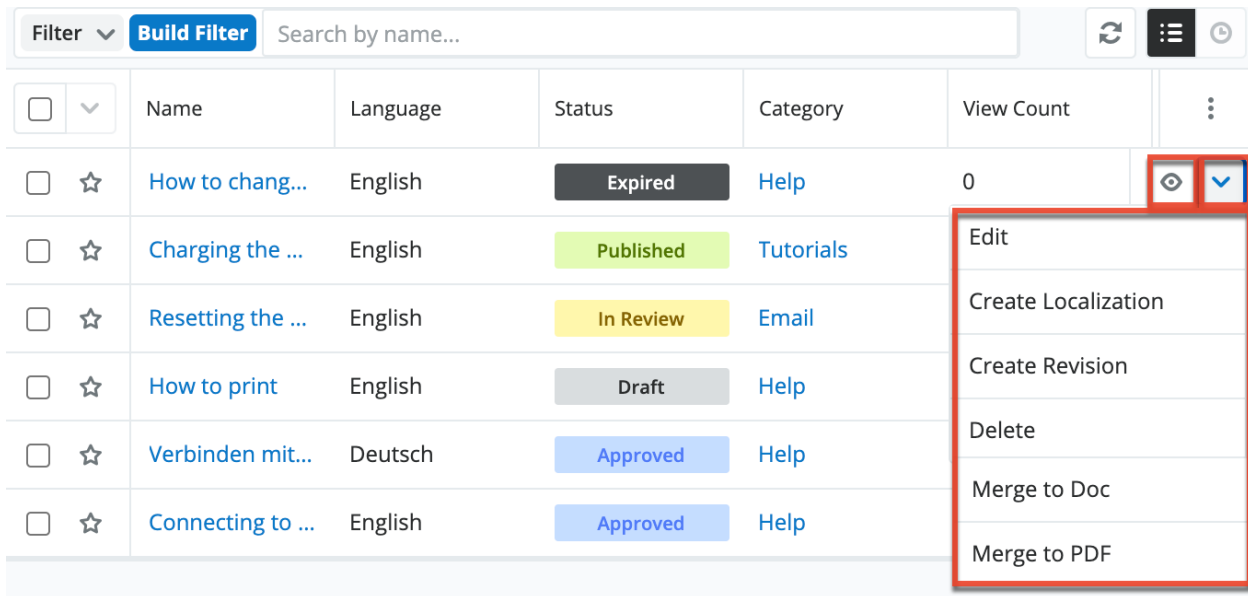 Filter Build Filter Search by name...
Name Language Status Category View Count
How to chang... English Expired Help 0
Edit
Charging the ... English Published Tutorials
Create Localization
Resetting the ... English In Review Email
Create Revision
How to print English Draft Help
Delete
Verbinden mit... Deutsch Approved Help
Merge to Doc
Connecting to ... English Approved Help
Merge to PDF